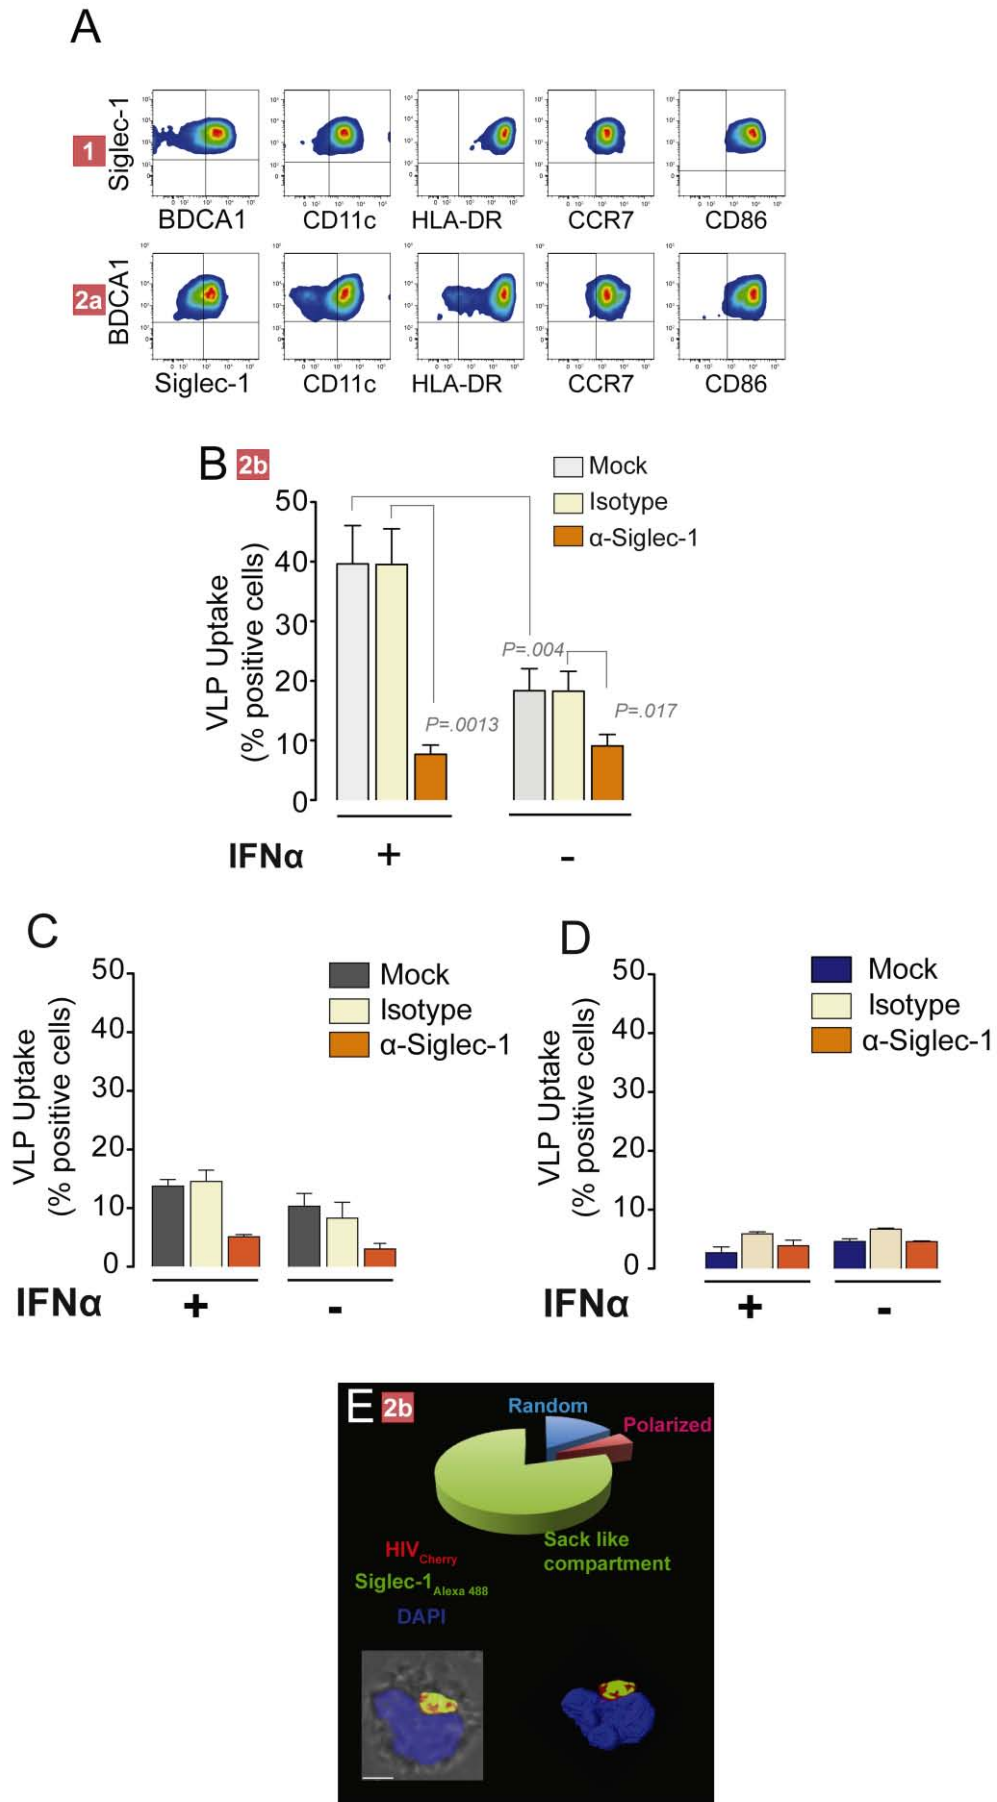 A
1
Siglec-1
BDCA1
CD11c
HLA-DR
CCR7
CD86
2a
BDCA1
Siglec-1
CD11c
HLA-DR
CCR7
CD86
B 2b
Mock
Isotype
α-Siglec-1
VLP Uptake
(% positive cells)
50
40
30
20
10
0
P=.004
P=.0013
P=.017
IFNα + -
C
Mock
Isotype
α-Siglec-1
VLP Uptake
(% positive cells)
50
40
30
20
10
0
IFNα + -
D
Mock
Isotype
α-Siglec-1
VLP Uptake
(% positive cells)
50
40
30
20
10
0
IFNα + -
E 2b
Random
Polarized
Sack like
compartment
HIV Cherry
Siglec-1 Alexa 488
DAPI